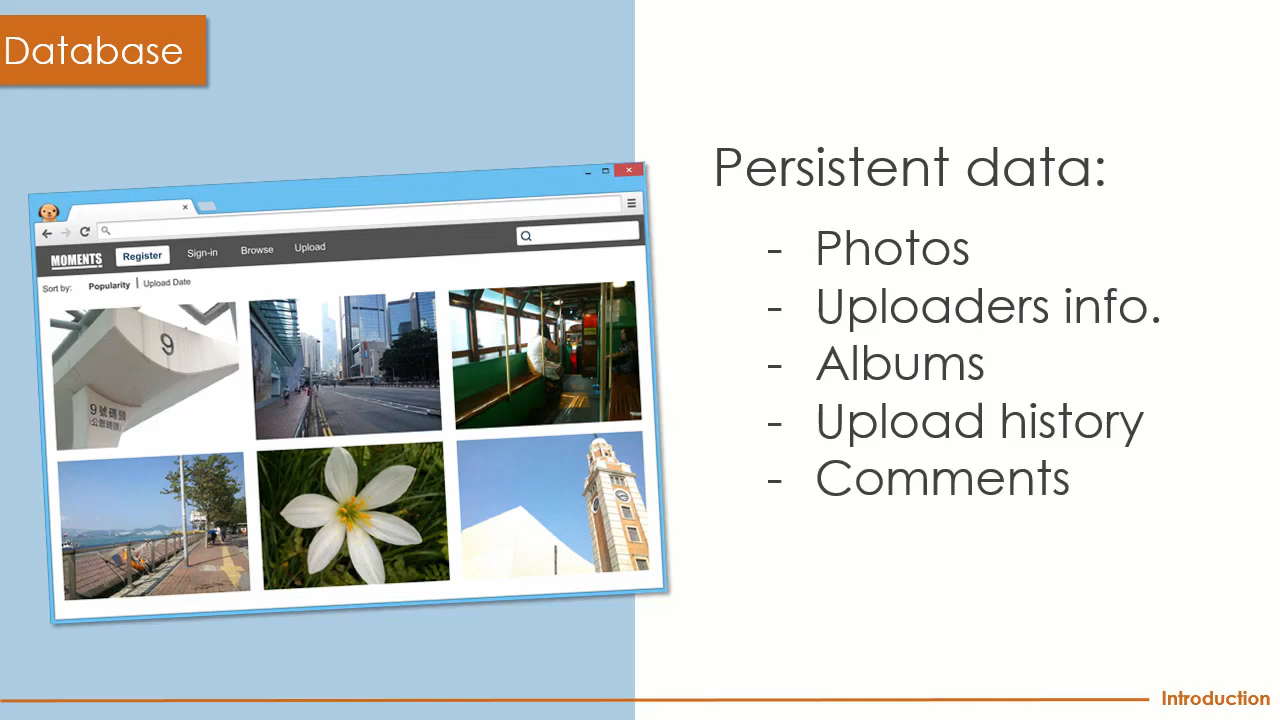 Database
Persistent data:
- Photos
- Uploaders info.
- Albums
- Upload history
- Comments
MOMENTS
Register
Sign-in
Browse
Upload
Sort by: Popularity | Upload Date
9
9號碼頭
(公眾碼頭)
Introduction